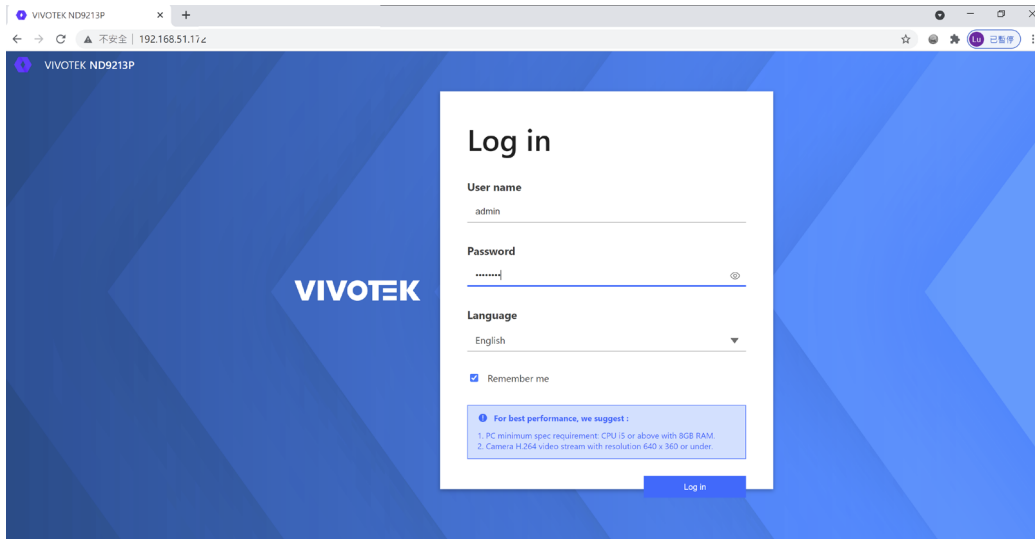 VIVOTEK ND9213P
不安全 | 192.168.51.172
Lu 已暫停
VIVOTEK ND9213P
VIVOTEK
Log in
User name
admin
Password
••••••••
Language
English
Remember me
For best performance, we suggest :
1. PC minimum spec requirement: CPU i5 or above with 8GB RAM.
2. Camera H.264 video stream with resolution 640 x 360 or under.
Log in